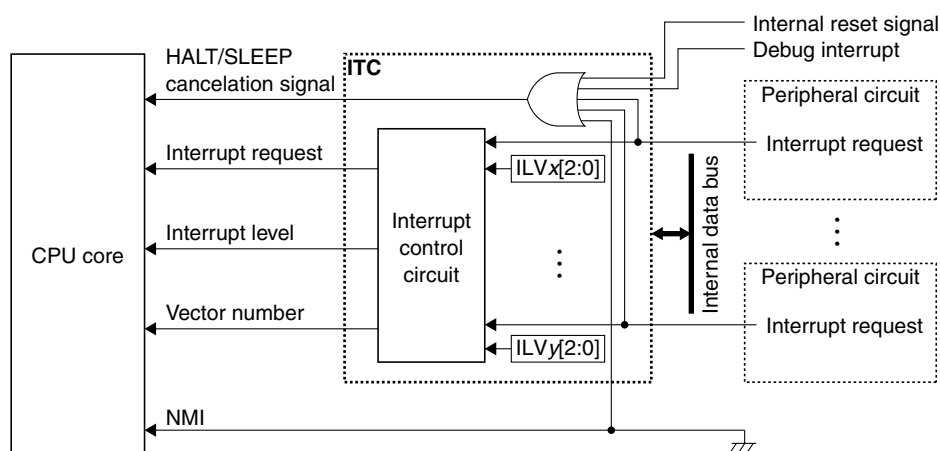 Internal reset signal
Debug interrupt
HALT/SLEEP
cancelation signal
ITC
Peripheral circuit
Interrupt request
Interrupt request
ILVx[2:0]
Interrupt level
Interrupt
control
circuit
CPU core
Internal data bus
Peripheral circuit
Vector number
Interrupt request
ILVy[2:0]
NMI